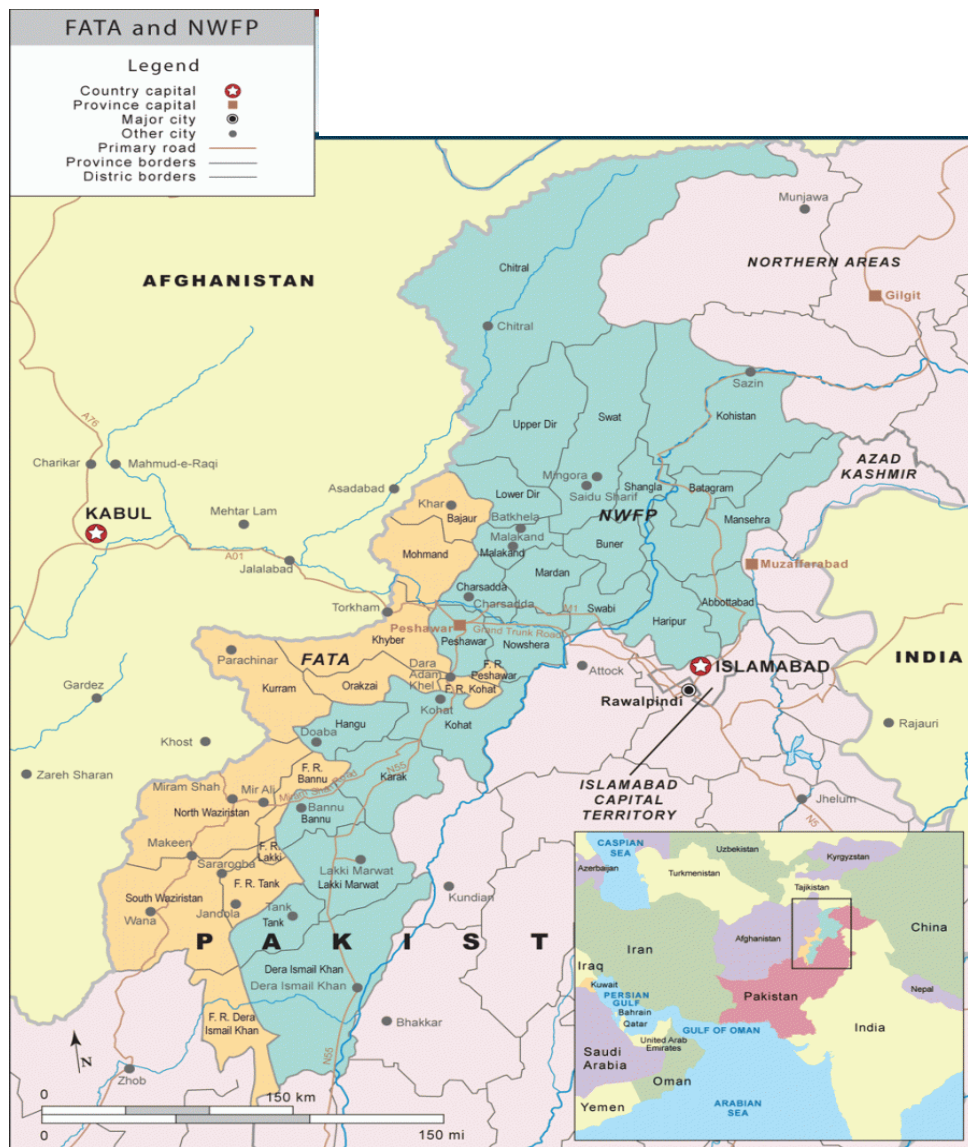 FATA and NWFP
Legend
Country capital
Province capital
Major city
Other city
Primary road
Province borders
Distric borders
Munjawa
NORTHERN AREAS
Gilgit
AFGHANISTAN
Chitral
Chitral
Sazin
Kohistan
Swat
Upper Dir
A76
Charikar
Mahmud-e-Raqi
Asadabad
Mingora
Saidu Sharif
Shangla
Batagram
AZAD
KASHMIR
Lower Dir
Khar
Bajaur
KABUL
Mehtar Lam
Batkhela
Malakand
NWFP
Mansehra
Mohmand
Malakand
Buner
A01
Jalalabad
Muzaffarabad
Mardan
Charsadda
Charsadda
Torkham
M1
Swabi
Abbottabad
Peshawar
Grand Trunk Road
Haripur
Khyber
Peshawar
Nowshera
FATA
Parachinar
Dara
Adam
Khel
F. R.
Peshawar
Attock
ISLAMABAD
INDIA
Kurram
Orakzai
F. R. Kohat
Gardez
Rawalpindi
Kohat
Kohat
Hangu
Doaba
Rajauri
Khost
Zareh Sharan
F. R.
Bannu
N55
Karak
ISLAMABAD
CAPITAL
TERRITORY
Miram Shah
Mir Ali
North Waziristan
Bannu
Bannu
Jhelum
N5
Makeen
F. R.
Lakki
Sararogba
Lakki Marwat
Lakki Marwat
F. R. Tank
South Waziristan
Jandola
Wana
Tank
Tank
Kundian
PAKIST
Dera Ismail Khan
Dera Ismail Khan
F. R. Dera
Ismail Khan
Bhakkar
N55
N
Zhob
0
150 km
0
150 mi
CASPIAN
SEA
Uzbekistan
Kyrgyzstan
Azerbaijan
Turkmenistan
Tajikistan
China
Afghanistan
Iran
Iraq
Kuwait
PERSIAN
GULF
Bahrain
Qatar
Pakistan
Nepal
GULF OF OMAN
United Arab
Emirates
India
Saudi
Arabia
Oman
Yemen
ARABIAN
SEA